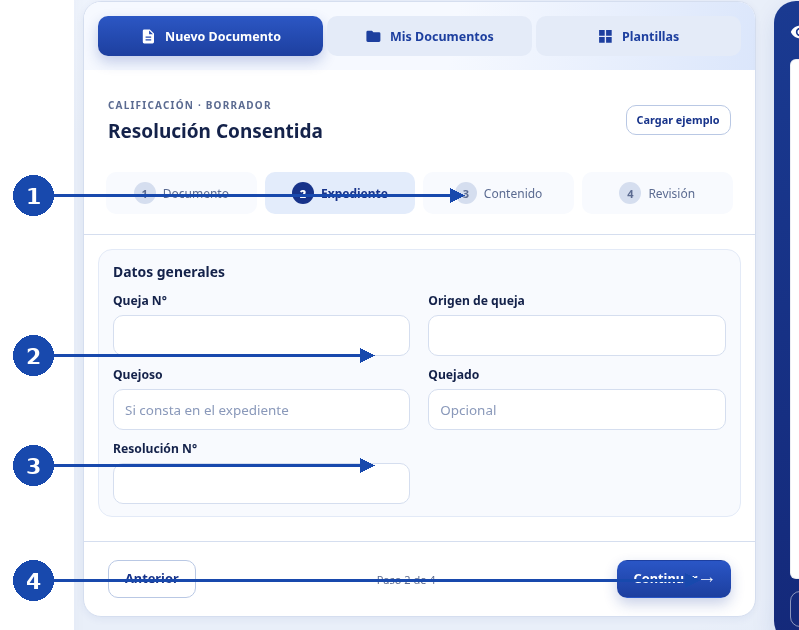 Nuevo Documento
Mis Documentos
Plantillas
CALIFICACIÓN · BORRADOR
Resolución Consentida
Cargar ejemplo
1
1 Documento
2 Expediente
3 Contenido
4 Revisión
Datos generales
Queja N°
Origen de queja
2
Quejoso
Quejado
Si consta en el expediente
Opcional
Resolución N°
3
4
Anterior
Paso 2 de 4
Continuar →